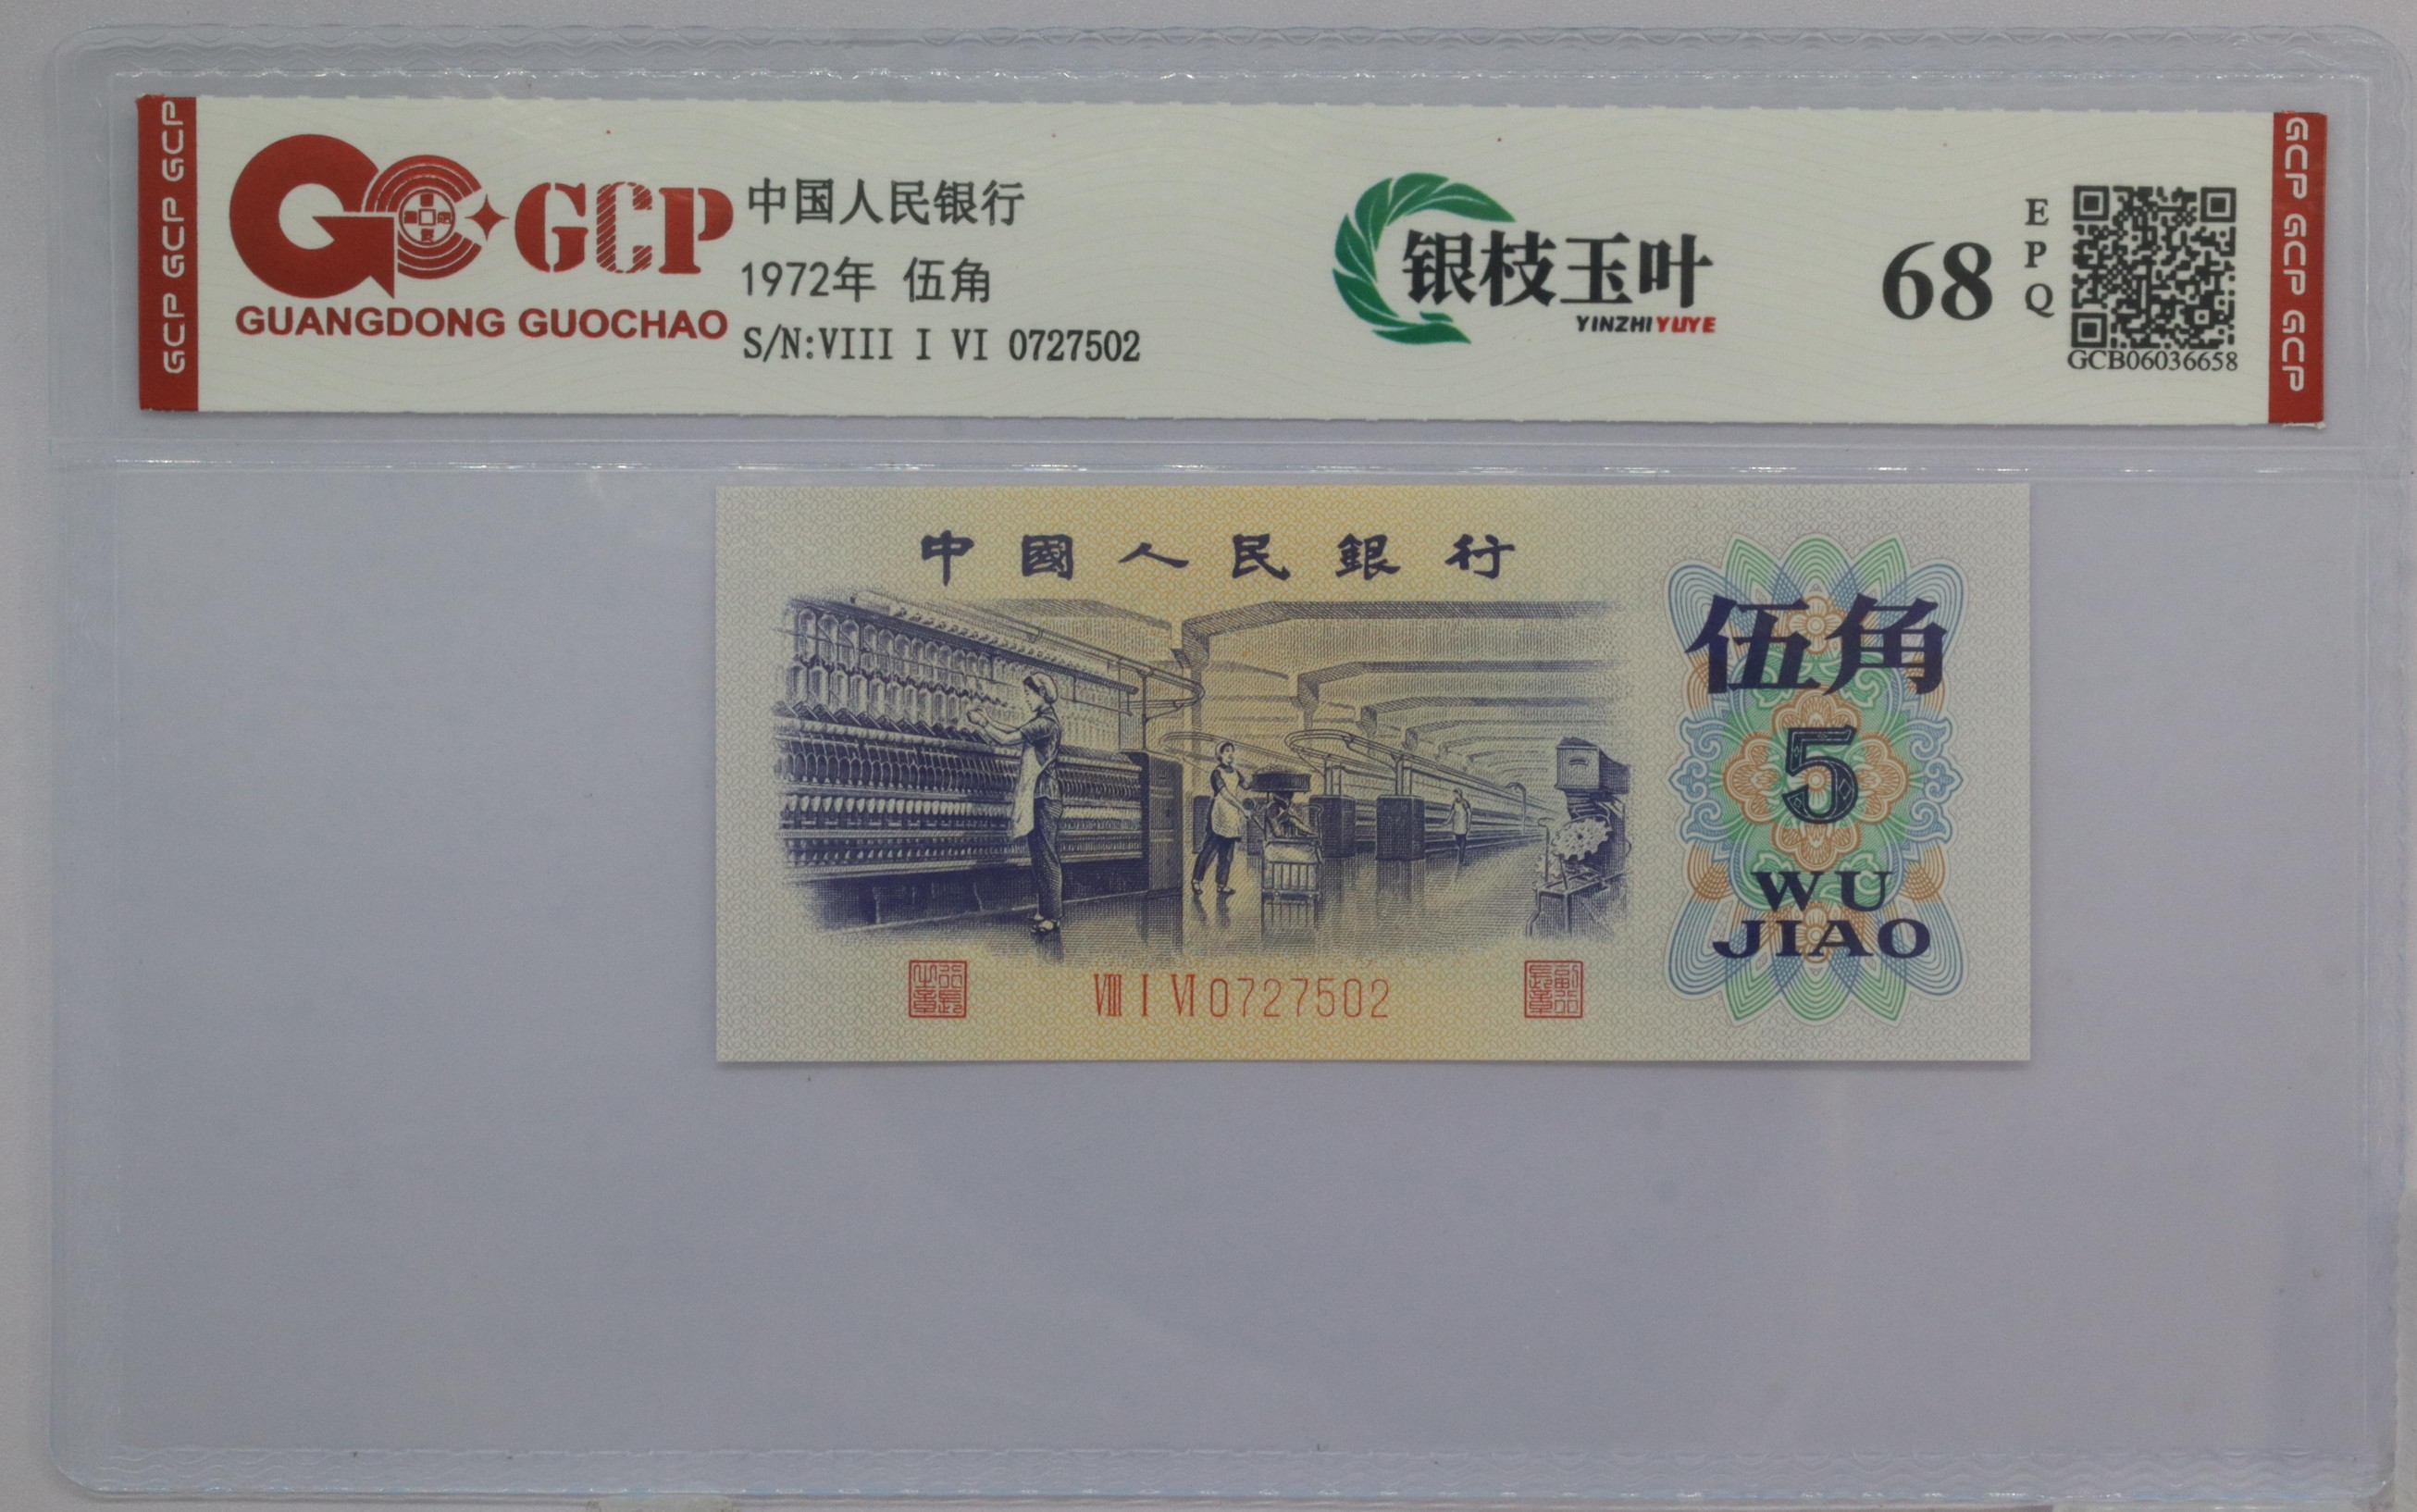 GCP GCP GCP
GCP
GUANGDONG GUOCHAO
中国人民银行
1972年 伍角
S/N:VIII I VI 0727502
银枝玉叶
YINZHIYUYE
68
E
P
Q
GCB06036658
GCP GCP GCP
中國人民銀行
伍角
5
WU
JIAO
VIII I VI 0727502